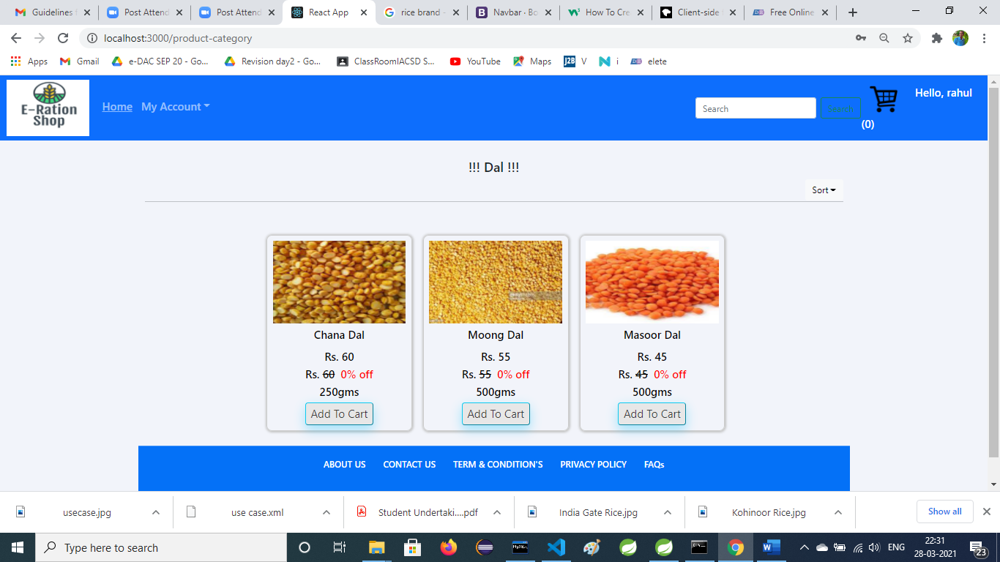 Guidelines f
Post Attend
Post Attend
React App
rice brand -
Navbar · Bo
How To Cre
Client-side
Free Online
localhost:3000/product-category
Apps
Gmail
e-DAC SEP 20 - Go...
Revision day2 - Go...
ClassRoomIACSD S...
YouTube
Maps
J2B
V
i
elete
E-Ration
Shop
Home
My Account
Search
Search
(0)
Hello, rahul
!!! Dal !!!
Sort
Chana Dal
Rs. 60
Rs. 60 0% off
250gms
Add To Cart
Moong Dal
Rs. 55
Rs. 55 0% off
500gms
Add To Cart
Masoor Dal
Rs. 45
Rs. 45 0% off
500gms
Add To Cart
ABOUT US
CONTACT US
TERM & CONDITION'S
PRIVACY POLICY
FAQs
usecase.jpg
use case.xml
Student Undertaki....pdf
India Gate Rice.jpg
Kohinoor Rice.jpg
Show all
Type here to search
ENG
22:31
28-03-2021
23